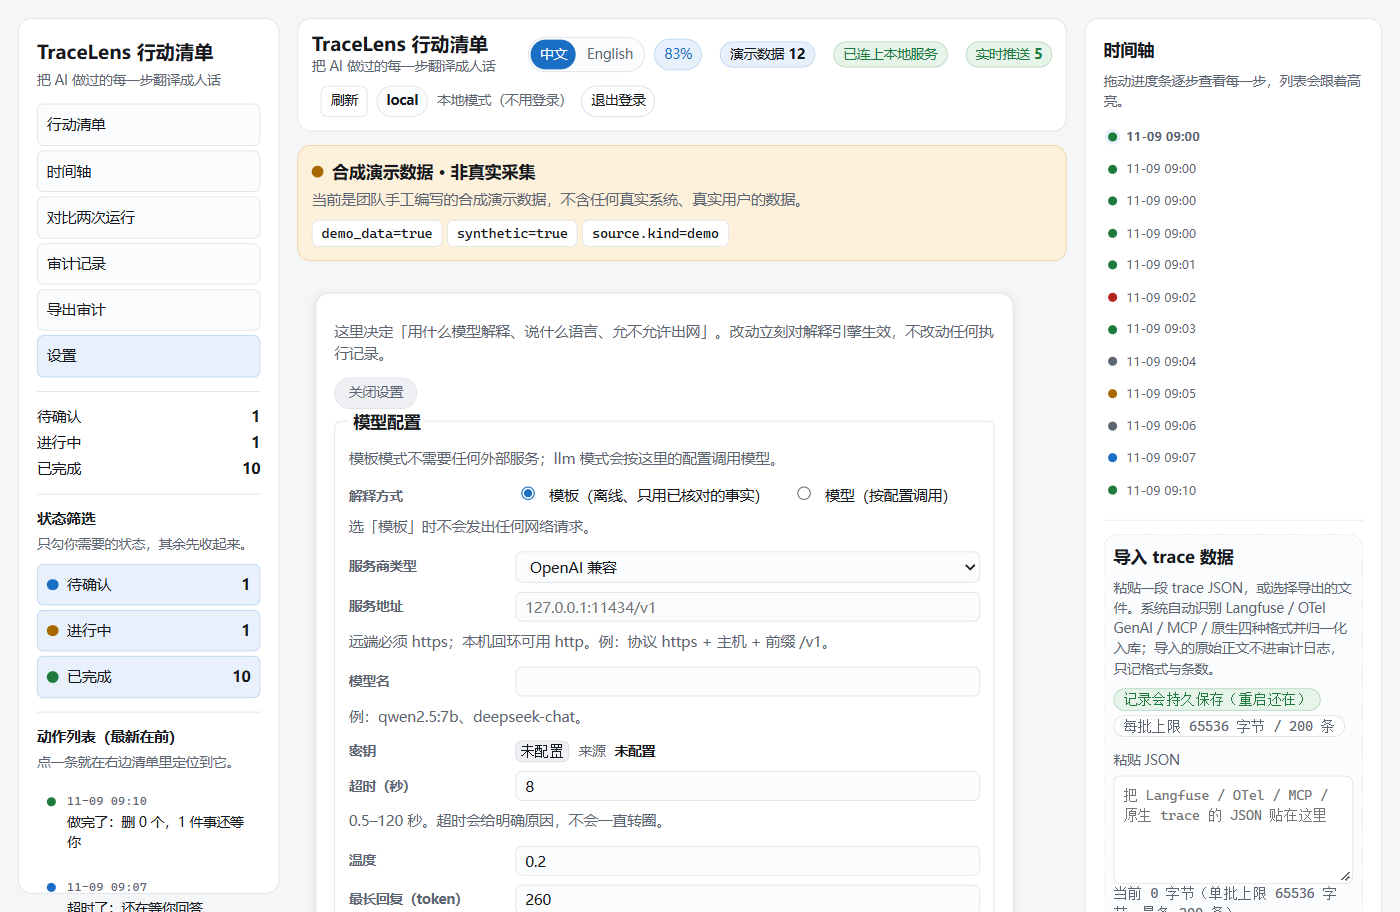 TraceLens 行动清单
把 AI 做过的每一步翻译成人话
行动清单
时间轴
对比两次运行
审计记录
导出审计
设置
待确认 1
进行中 1
已完成 10
状态筛选
只勾你需要的状态，其余先收起来。
待确认 1
进行中 1
已完成 10
动作列表（最新在前）
点一条就在右边清单里定位到它。
11-09 09:10
做完了：删 0 个，1 件事还等
你
11-09 09:07
超时了：还在等你回答
TraceLens 行动清单
把 AI 做过的每一步翻译成人话
中文 English 83% 演示数据 12 已连上本地服务 实时推送 5
刷新 local 本地模式（不用登录） 退出登录
合成演示数据 · 非真实采集
当前是团队手工编写的合成演示数据，不含任何真实系统、真实用户的数据。
demo_data=true synthetic=true source.kind=demo
这里决定「用什么模型解释、说什么语言、允不允许出网」。改动立刻对解释引擎生效，不改动任何执
行记录。
关闭设置
模型配置
模板模式不需要任何外部服务；llm 模式会按这里的配置调用模型。
解释方式 模板（离线、只用已核对的事实） 模型（按配置调用）
选「模板」时不会发出任何网络请求。
服务商类型 OpenAI 兼容
服务地址 127.0.0.1:11434/v1
远端必须 https；本机回环可用 http。例：协议 https + 主机 + 前缀 /v1。
模型名
例：qwen2.5:7b、deepseek-chat。
密钥 未配置 来源 未配置
超时（秒） 8
0.5–120 秒。超时会给明确原因，不会一直转圈。
温度 0.2
最长回复（token） 260
时间轴
拖动进度条逐步查看每一步，列表会跟着高
亮。
11-09 09:00
11-09 09:00
11-09 09:00
11-09 09:00
11-09 09:01
11-09 09:02
11-09 09:03
11-09 09:04
11-09 09:05
11-09 09:06
11-09 09:07
11-09 09:10
导入 trace 数据
粘贴一段 trace JSON，或选择导出的文
件。系统自动识别 Langfuse / OTel
GenAI / MCP / 原生四种格式并归一化
入库；导入的原始正文不进审计日志，
只记格式与条数。
记录会持久保存（重启还在）
每批上限 65536 字节 / 200 条
粘贴 JSON
把 Langfuse / OTel / MCP /
原生 trace 的 JSON 贴在这里
当前 0 字节（单批上限 65536 字
节，最多 200 条）